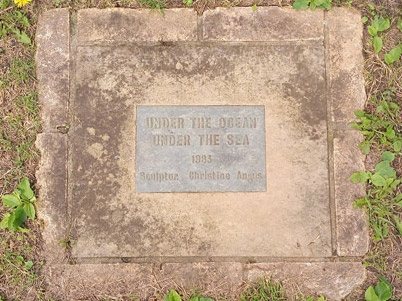 UNDER THE OCEAN
UNDER THE SEA
1993
Sculptor Christine Angus